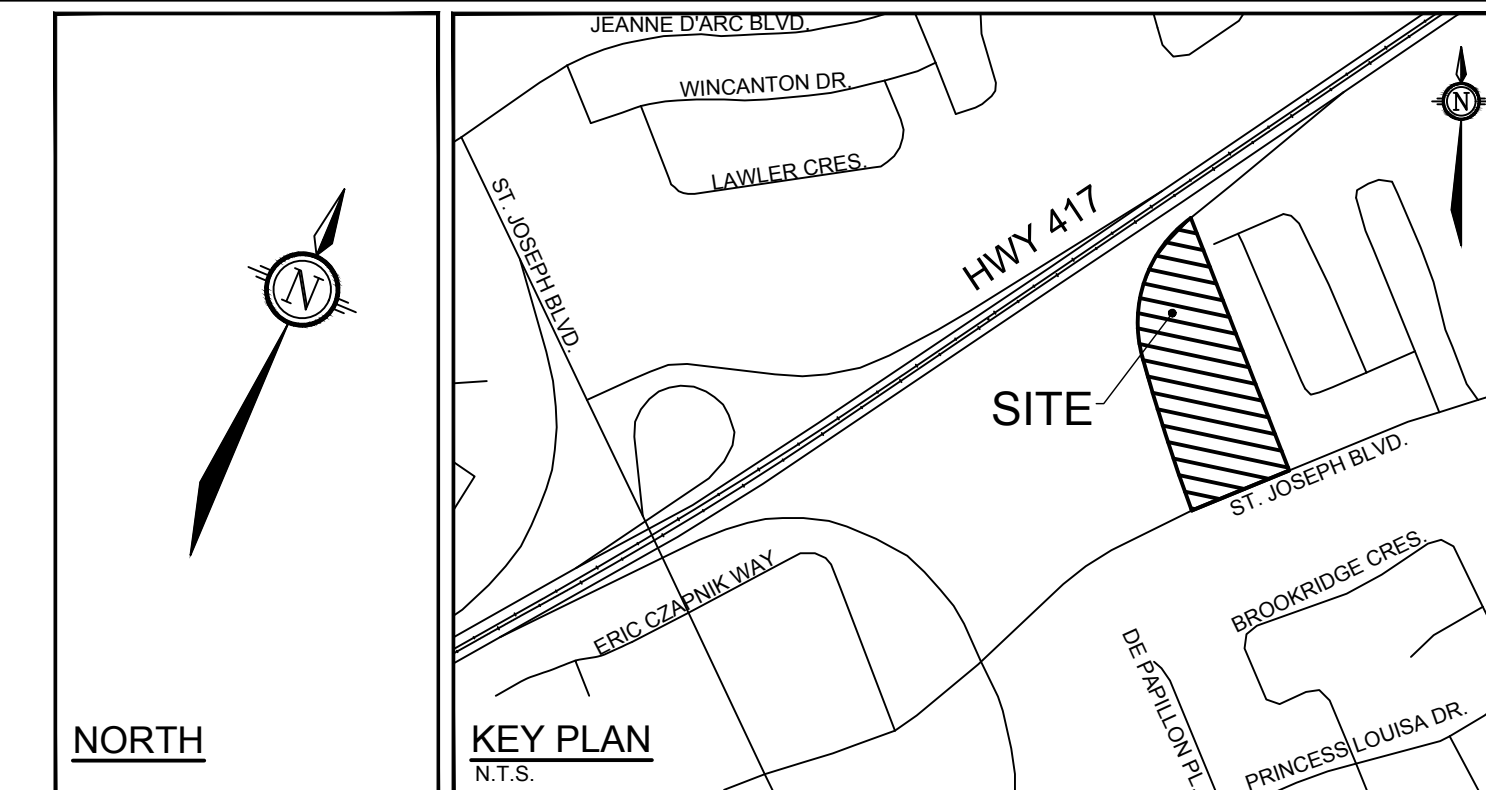 N
NORTH
JEANNE D'ARC BLVD.
WINCANTON DR.
LAWLER CRES.
N
ST. JOSEPH BLVD.
HWY 417
SITE
ST. JOSEPH BLVD.
ERIC CZAPNIK WAY
BROOKRIDGE CRES.
DE PAPILLON PL.
PRINCESS LOUISA DR.
KEY PLAN
N.T.S.